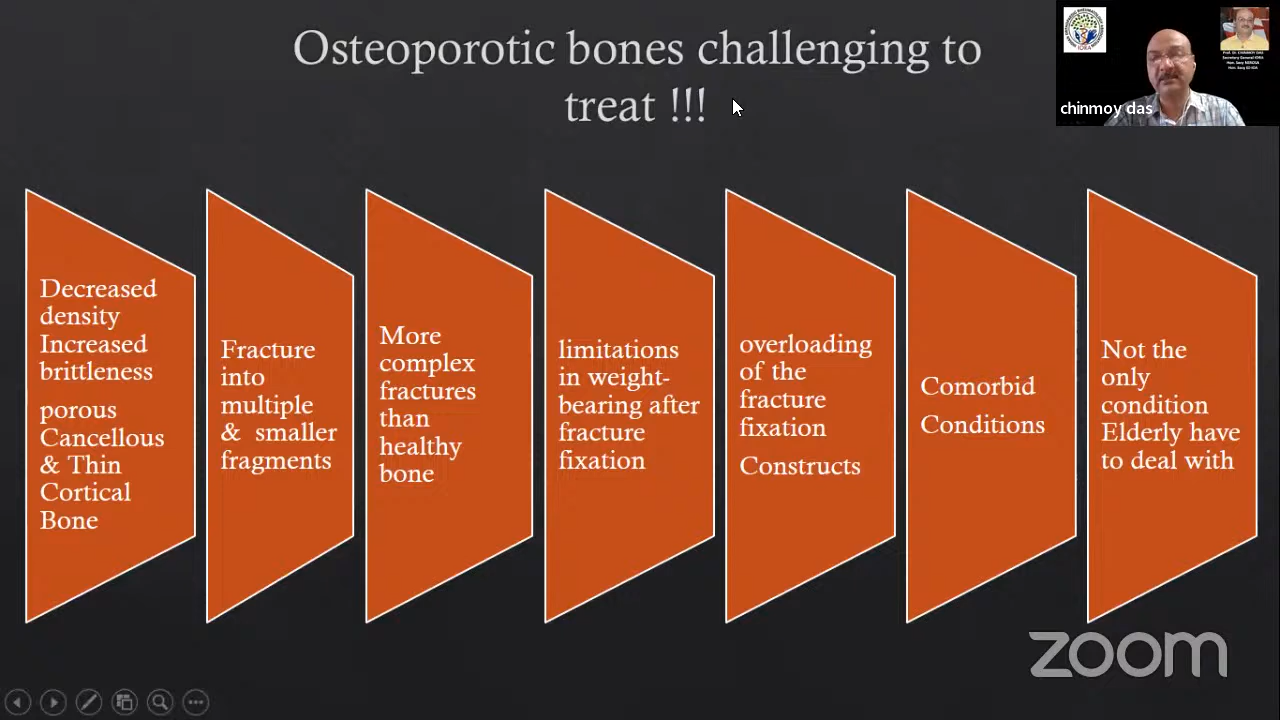 Osteoporotic bones challenging to
treat !!!
chinmoy das
Decreased
density
Increased
brittleness
porous
Cancellous
& Thin
Cortical
Bone
Fracture
into
multiple
& smaller
fragments
More
complex
fractures
than
healthy
bone
limitations
in weight-
bearing after
fracture
fixation
overloading
of the
fracture
fixation
Constructs
Comorbid
Conditions
Not the
only
condition
Elderly have
to deal with
zoom